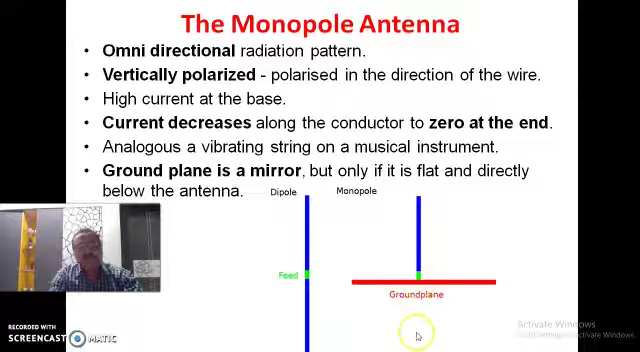 The Monopole Antenna
• Omni directional radiation pattern.
• Vertically polarized - polarised in the direction of the wire.
• High current at the base.
• Current decreases along the conductor to zero at the end.
• Analogous a vibrating string on a musical instrument.
• Ground plane is a mirror, but only if it is flat and directly
below the antenna.
Dipole
Monopole
Feed
Groundplane
Activate Windows
Activate Windows
RECORDED WITH
SCREENCAST MATIC